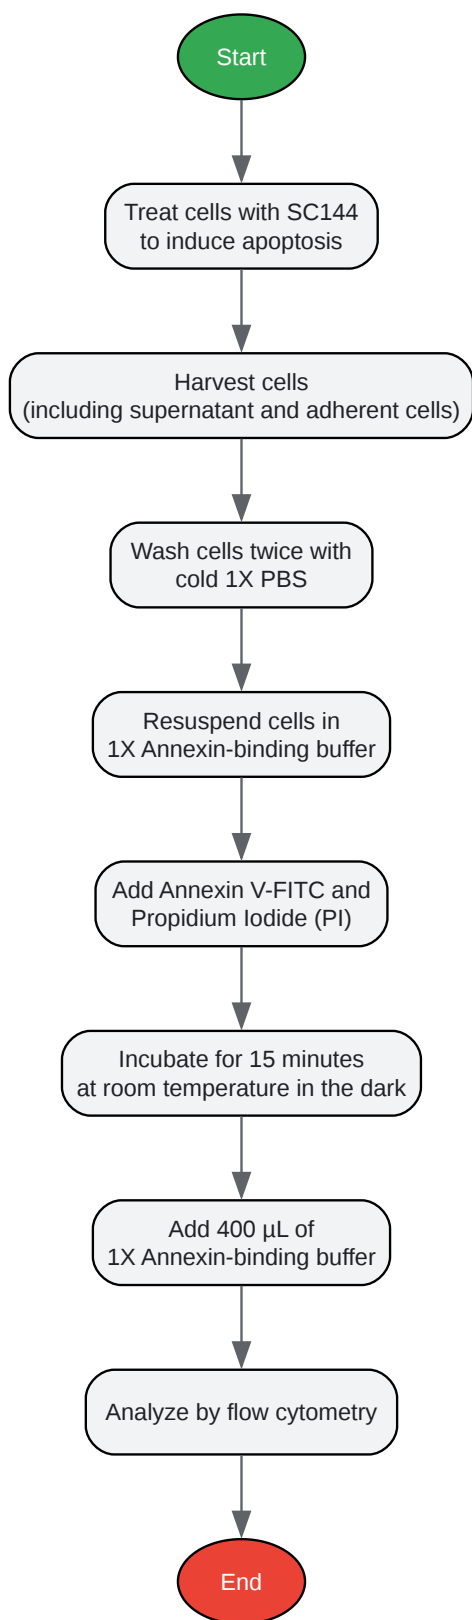 Start
Treat cells with SC144
to induce apoptosis
Harvest cells
(including supernatant and adherent cells)
Wash cells twice with
cold 1X PBS
Resuspend cells in
1X Annexin-binding buffer
Add Annexin V-FITC and
Propidium Iodide (PI)
Incubate for 15 minutes
at room temperature in the dark
Add 400 µL of
1X Annexin-binding buffer
Analyze by flow cytometry
End